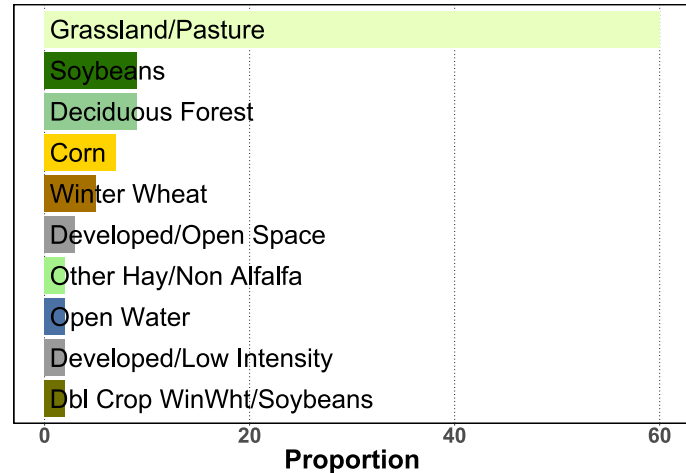 Grassland/Pasture
Soybeans
Deciduous Forest
Corn
Winter Wheat
Developed/Open Space
Other Hay/Non Alfalfa
Open Water
Developed/Low Intensity
Dbl Crop WinWht/Soybeans
0 20 40 60
Proportion